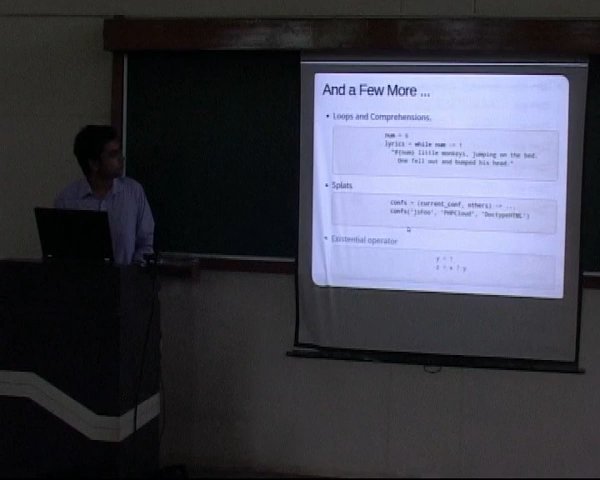 And a Few More ...
• Loops and Comprehensions.
num = 6
lyrics = while num -= 1
"#{num} little monkeys, jumping on the bed.
One fell out and bumped his head."
• Splats
confs = (current_conf, others) -> ...
confs('jsFoo', 'PHPCloud', 'DoctypeHTML')
• Existential operator